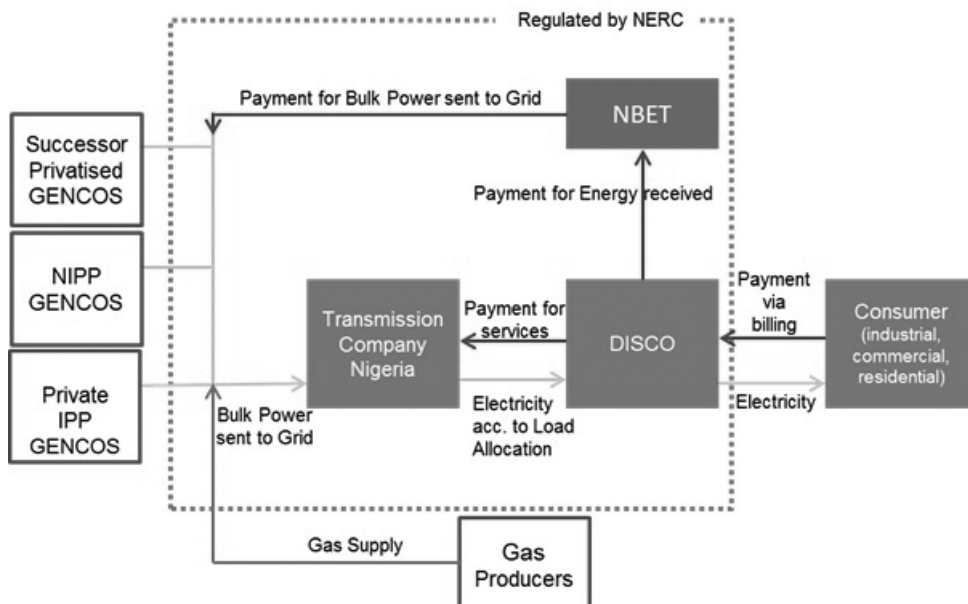 Regulated by NERC
Payment for Bulk Power sent to Grid
NBET
Successor
Privatised
GENCOS
Payment for Energy received
NIPP
GENCOS
Transmission
Company
Nigeria
Payment for
services
DISCO
Payment
via
billing
Consumer
(industrial,
commercial,
residential)
Private
IPP
GENCOS
Bulk Power
sent to Grid
Electricity
acc. to Load
Allocation
Electricity
Gas Supply
Gas
Producers